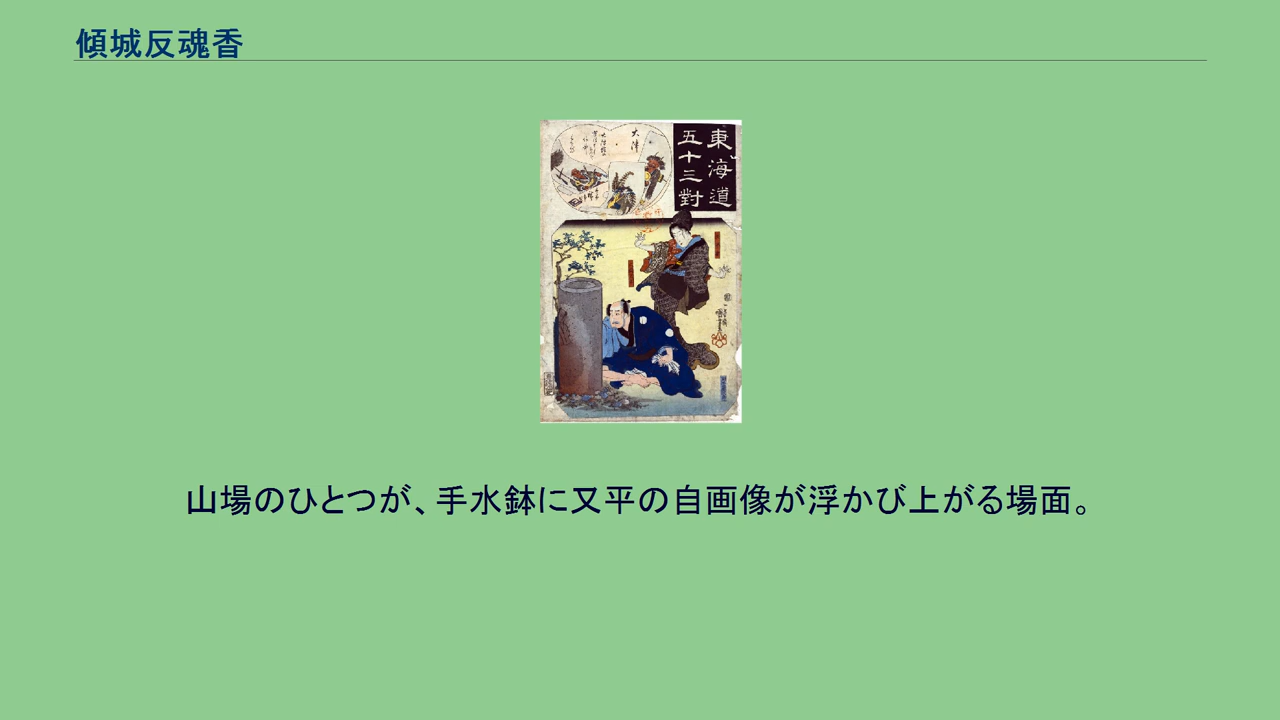 傾城反魂香
東海道
五十三對
大津
山場のひとつが、手水鉢に又平の自画像が浮かび上がる場面。